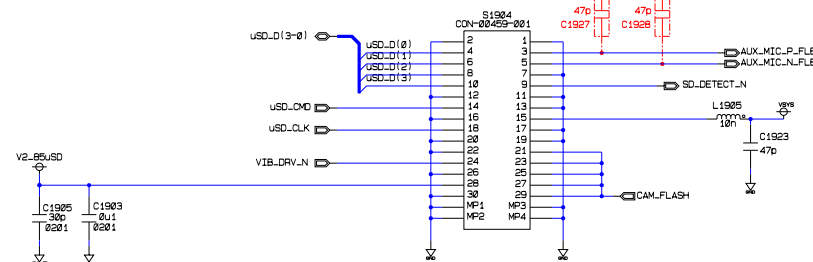 47p
C1927
47p
C1928
S1904
CON-00459-001
uSD_D(3-0)
uSD_D(0)
uSD_D(1)
uSD_D(2)
uSD_D(3)
2
4
6
8
10
12
14
16
18
20
22
24
26
28
30
MP1
MP2
1
3
5
7
9
11
13
15
17
19
21
23
25
27
29
MP3
MP4
AUX_MIC_P_FLE
AUX_MIC_N_FLE
SD_DETECT_N
uSD_CMD
uSD_CLK
VIB_DRV_N
L1905
10n
VSYS
C1923
47p
V2_85uSD
C1905
30p
0201
C1903
0u1
0201
CAM_FLASH